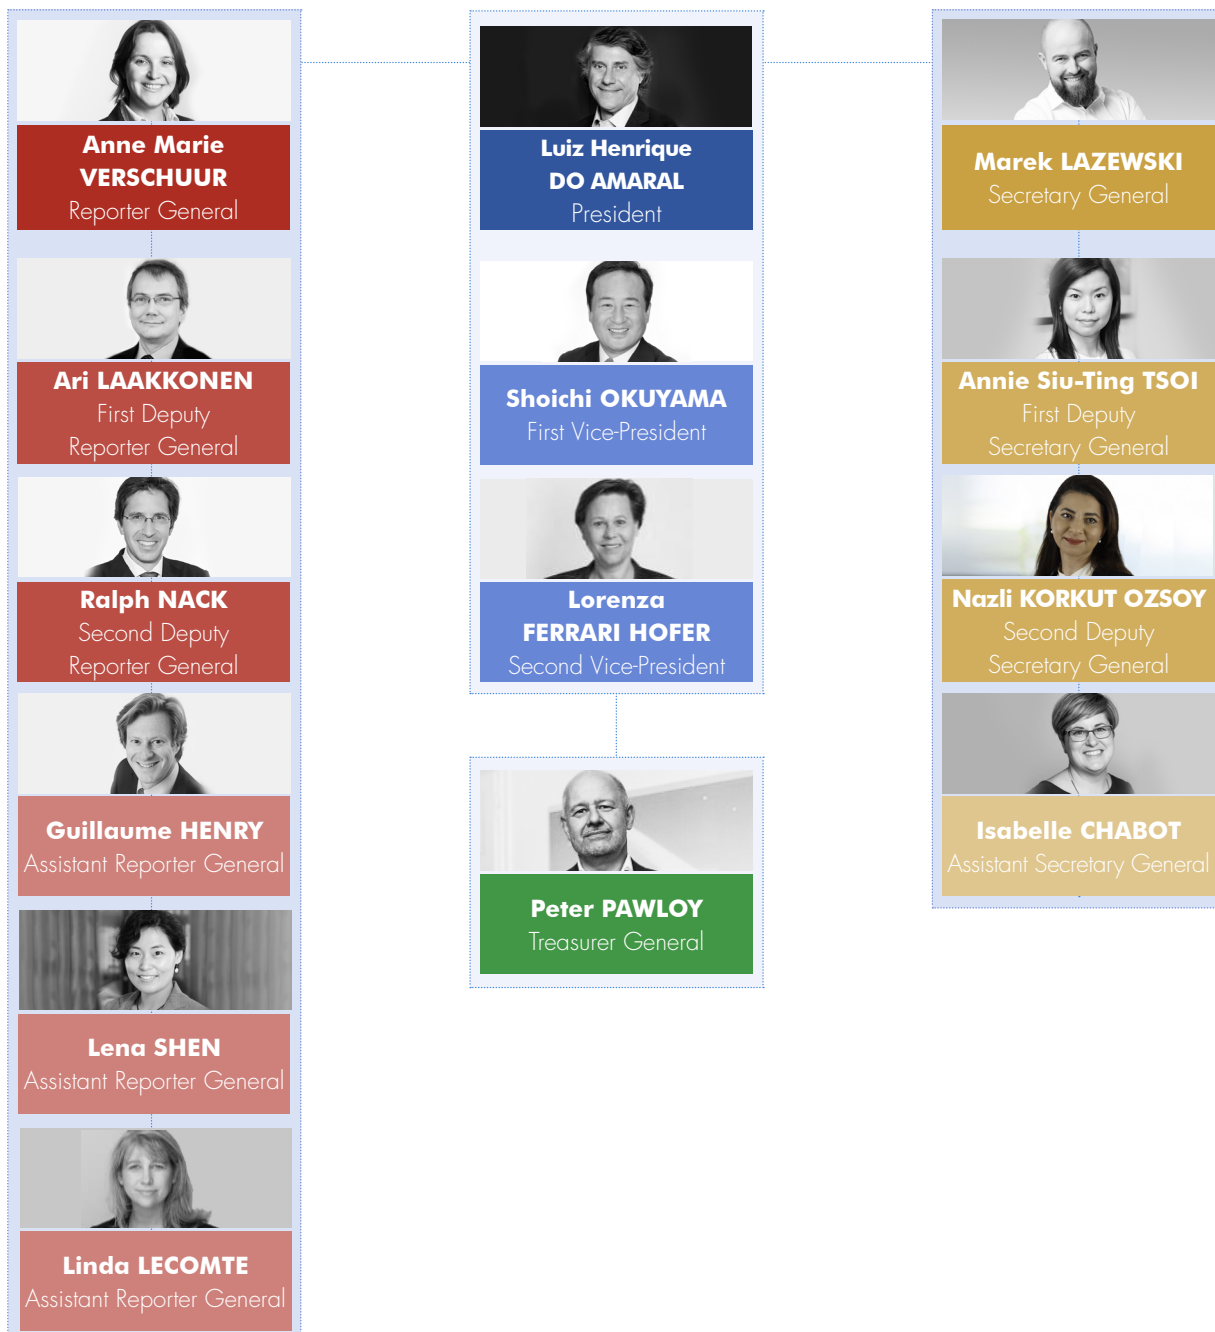 Anne Marie
VERSCHUUR
Reporter General
Ari LAAKKONEN
First Deputy
Reporter General
Ralph NACK
Second Deputy
Reporter General
Guillaume HENRY
Assistant Reporter General
Lena SHEN
Assistant Reporter General
Linda LECOMTE
Assistant Reporter General
Luiz Henrique
DO AMARAL
President
Shoichi OKUYAMA
First Vice-President
Lorenza
FERRARI HOFER
Second Vice-President
Peter PAWLOY
Treasurer General
Marek LAZEWSKI
Secretary General
Annie Siu-Ting TSOI
First Deputy
Secretary General
Nazli KORKUT OZSOY
Second Deputy
Secretary General
Isabelle CHABOT
Assistant Secretary General